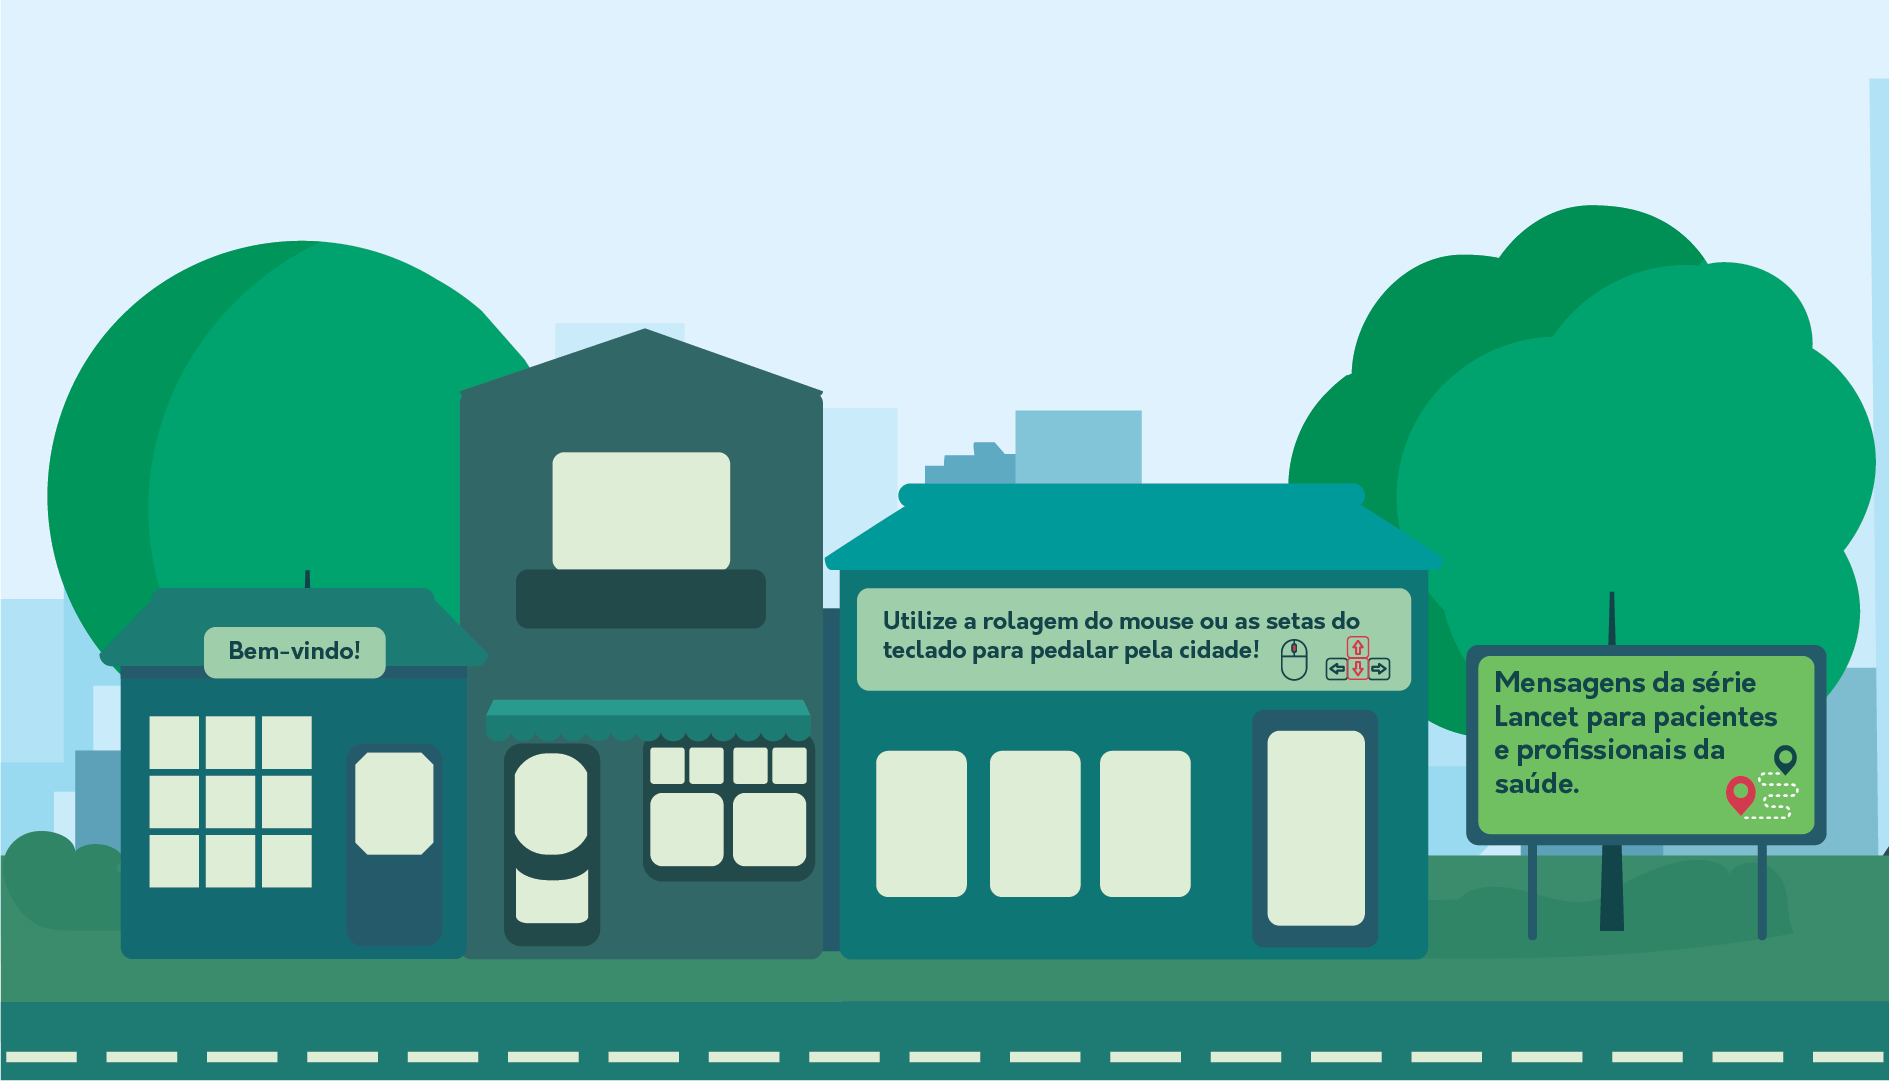 Bem-vindo!
Utilize a rolagem do mouse ou as setas do
teclado para pedalar pela cidade!
Mensagens da série
Lancet para pacientes
e profissionais da
saúde.